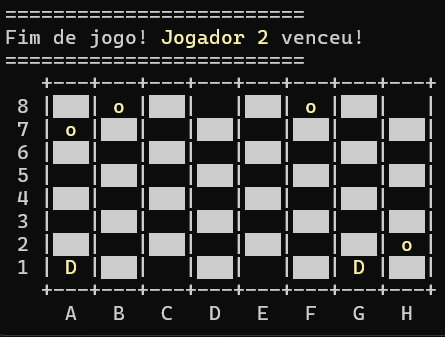 =========================
Fim de jogo! Jogador 2 venceu!
=========================
+---+---+---+---+---+---+---+---+
8 | | o | | | | o | | |
7 | o | | | | | | | |
6 | | | | | | | | |
5 | | | | | | | | |
4 | | | | | | | | |
3 | | | | | | | | |
2 | | | | | | | | o |
1 | D | | | | | | D | |
+---+---+---+---+---+---+---+---+
A B C D E F G H